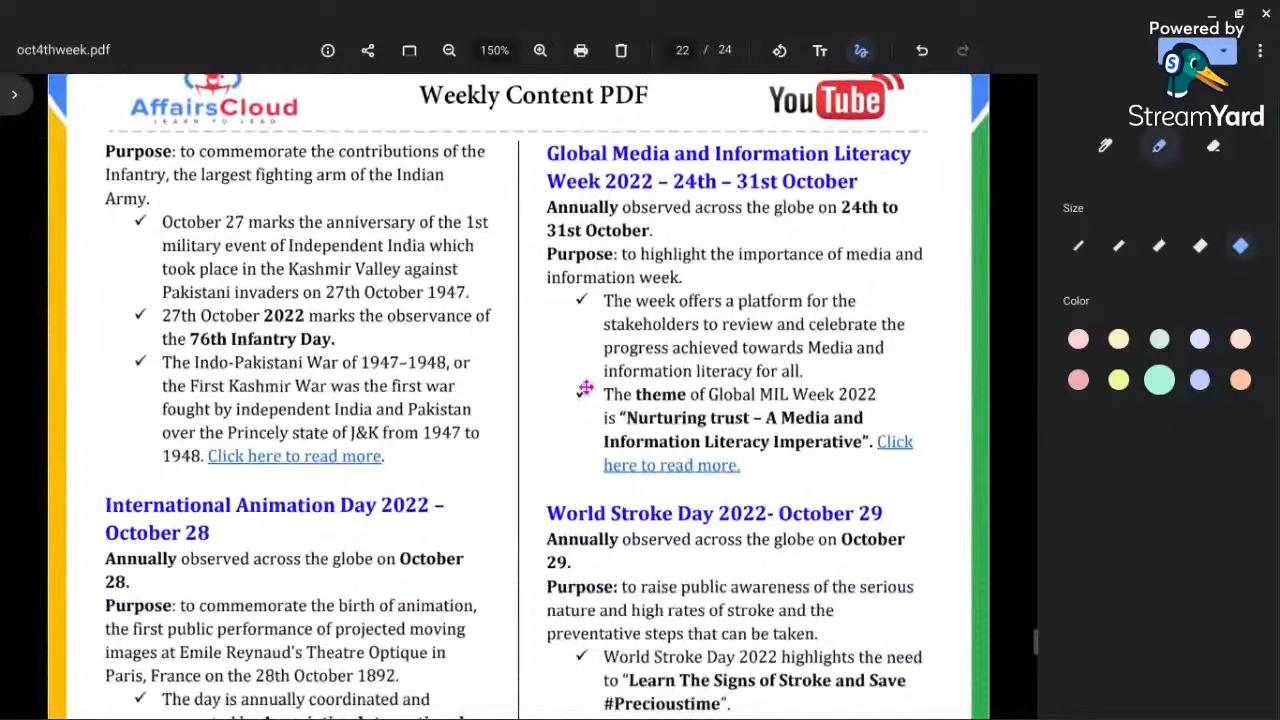 oct4thweek.pdf
150%
22 / 24
Powered by
StreamYard
AffairsCloud
LEARN TO LEAD
Weekly Content PDF
YouTube
Purpose: to commemorate the contributions of the
Infantry, the largest fighting arm of the Indian
Army.
✓ October 27 marks the anniversary of the 1st
military event of Independent India which
took place in the Kashmir Valley against
Pakistani invaders on 27th October 1947.
✓ 27th October 2022 marks the observance of
the 76th Infantry Day.
✓ The Indo-Pakistani War of 1947–1948, or
the First Kashmir War was the first war
fought by independent India and Pakistan
over the Princely state of J&K from 1947 to
1948. Click here to read more.
International Animation Day 2022 –
October 28
Annually observed across the globe on October
28.
Purpose: to commemorate the birth of animation,
the first public performance of projected moving
images at Emile Reynaud's Theatre Optique in
Paris, France on the 28th October 1892.
✓ The day is annually coordinated and
Global Media and Information Literacy
Week 2022 – 24th – 31st October
Annually observed across the globe on 24th to
31st October.
Purpose: to highlight the importance of media and
information week.
✓ The week offers a platform for the
stakeholders to review and celebrate the
progress achieved towards Media and
information literacy for all.
✓ The theme of Global MIL Week 2022
is “Nurturing trust – A Media and
Information Literacy Imperative”. Click
here to read more.
World Stroke Day 2022- October 29
Annually observed across the globe on October
29.
Purpose: to raise public awareness of the serious
nature and high rates of stroke and the
preventative steps that can be taken.
✓ World Stroke Day 2022 highlights the need
to “Learn The Signs of Stroke and Save
#Precioustime”.
Size
Color